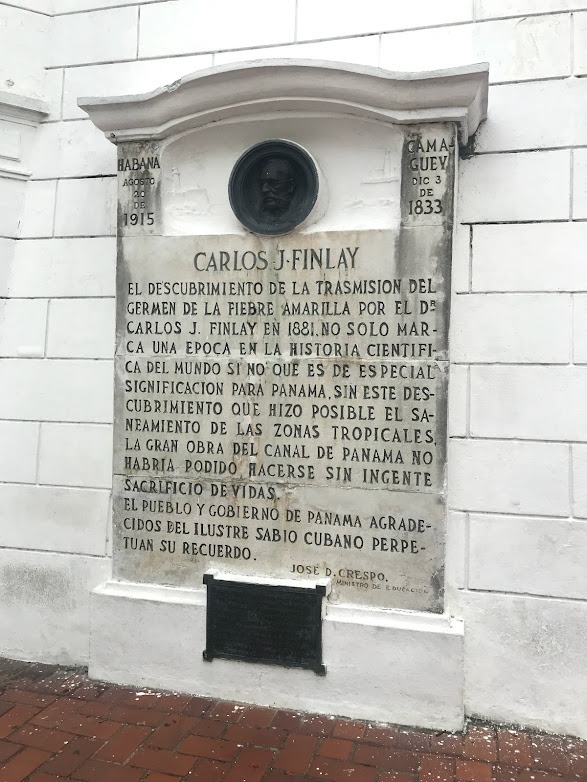 HABANA
AGOSTO
20
DE
1915
CAMA
GUEY
DIC 3
DE
1833
CARLOS J. FINLAY
EL DESCUBRIMIENTO DE LA TRASMISION DEL
GERMEN DE LA FIEBRE AMARILLA POR EL DR
CARLOS J. FINLAY EN 1881. NO SOLO MAR-
CA UNA EPOCA EN LA HISTORIA CIENTIFI-
CA DEL MUNDO SI NO QUE ES DE ESPECIAL
SIGNIFICACION PARA PANAMA, SIN ESTE DES-
CUBRIMIENTO QUE HIZO POSIBLE EL SA-
NEAMIENTO DE LAS ZONAS TROPICALES,
LA GRAN OBRA DEL CANAL DE PANAMA NO
HABRIA PODIDO, HACERSE SIN INGENTE
SACRIFICIO DE VIDAS.
EL PUEBLO Y GOBIERNO DE PANAMA AGRADE-
CIDOS DEL ILUSTRE SABIO CUBANO PERPE-
TUAN SU RECUERDO.
JOSÉ D. CRESPO.
MINISTRO DE EDUCACION